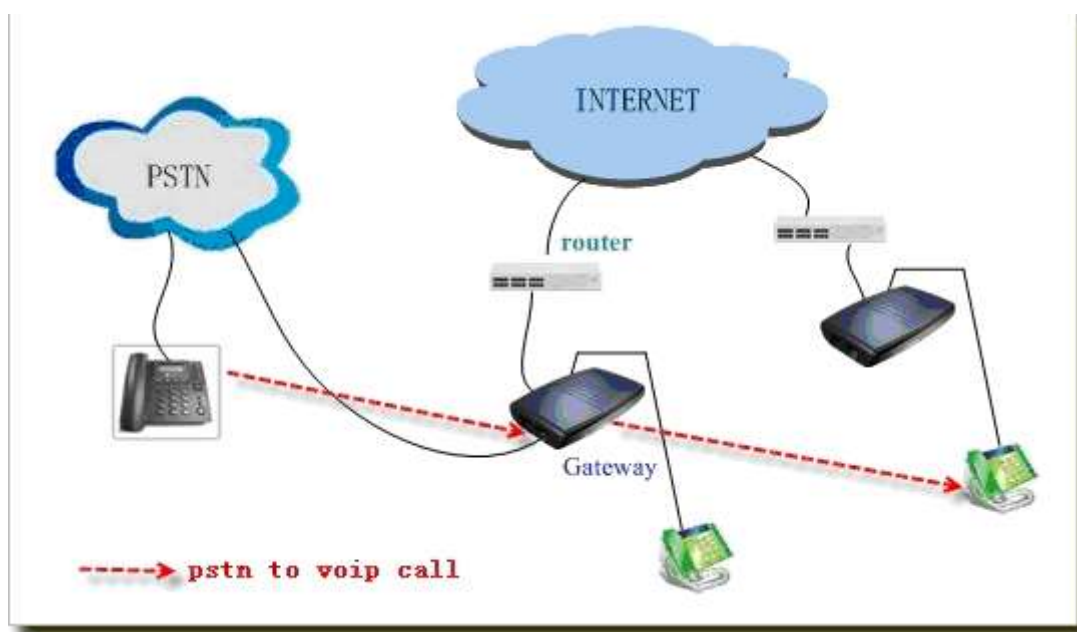 INTERNET
PSTN
router
Gateway
pstn to voip call